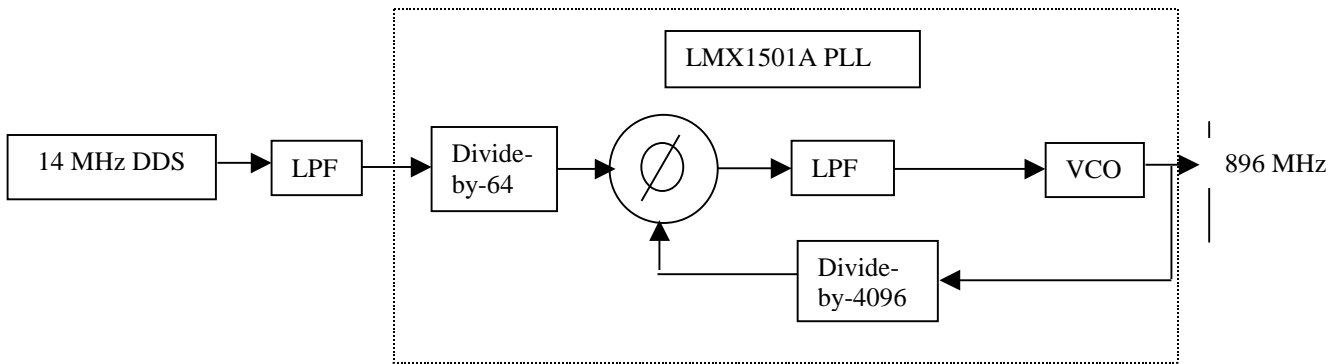 LMX1501A PLL
14 MHz DDS
LPF
Divide-
by-64
LPF
VCO
896 MHz
Divide-
by-4096